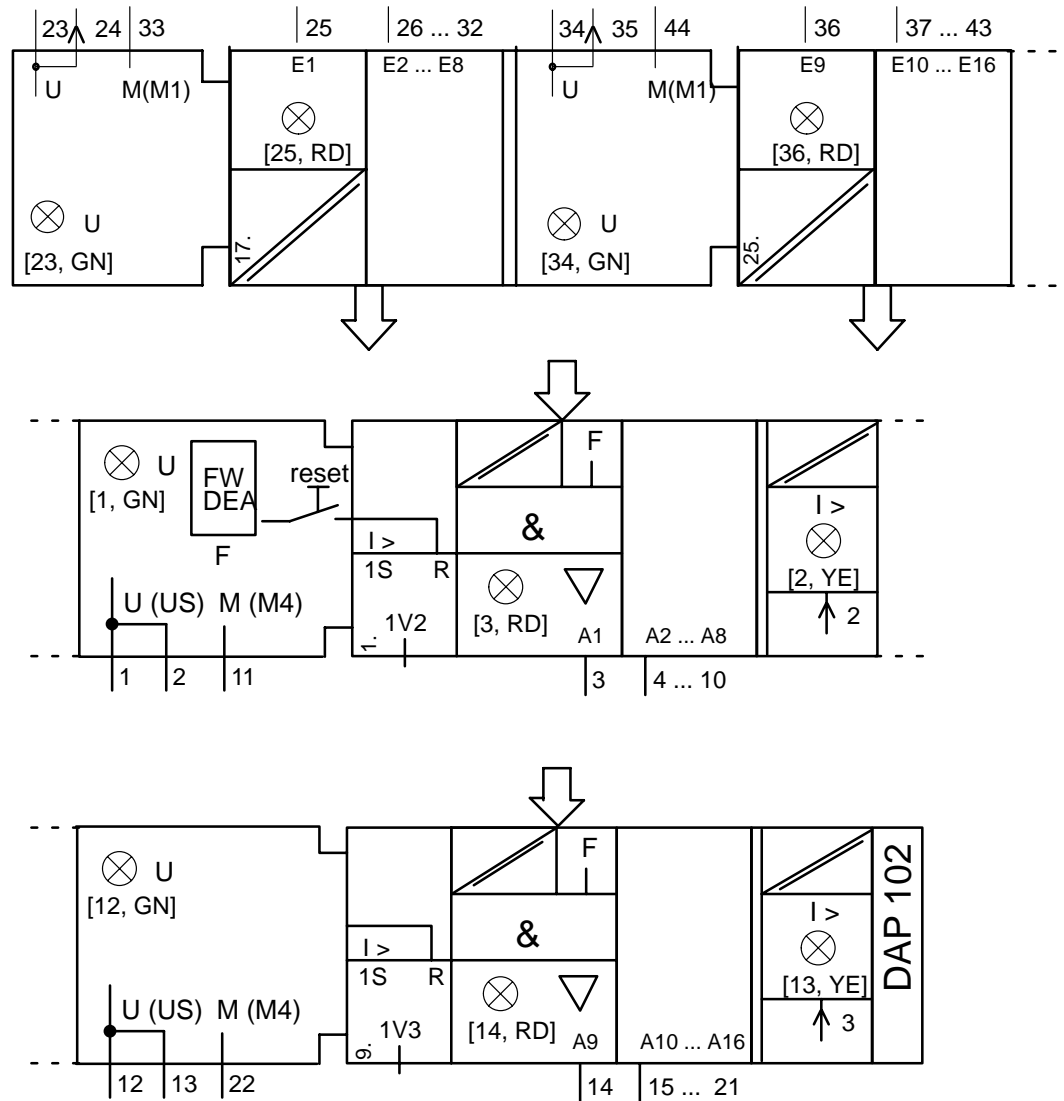 23 24 33 25 26 ... 32 34 35 44 36 37 ... 43
U M(M1) E1 E2 ... E8 U M(M1) E9 E10 ... E16
[25, RD] [36, RD]
U U
[23, GN] 17. [34, GN] 25.
U FW DEA reset F
[1, GN] I > & I >
F 1S R [2, YE]
U (US) M (M4) 1V2 [3, RD] 2
1. A1 A2 ... A8
1 2 11 3 4 ... 10
U F
[12, GN] I > & I >
1S R [13, YE]
U (US) M (M4) 1V3 [14, RD] 3
9. A9 A10 ... A16
12 13 22 14 15 ... 21
DAP 102